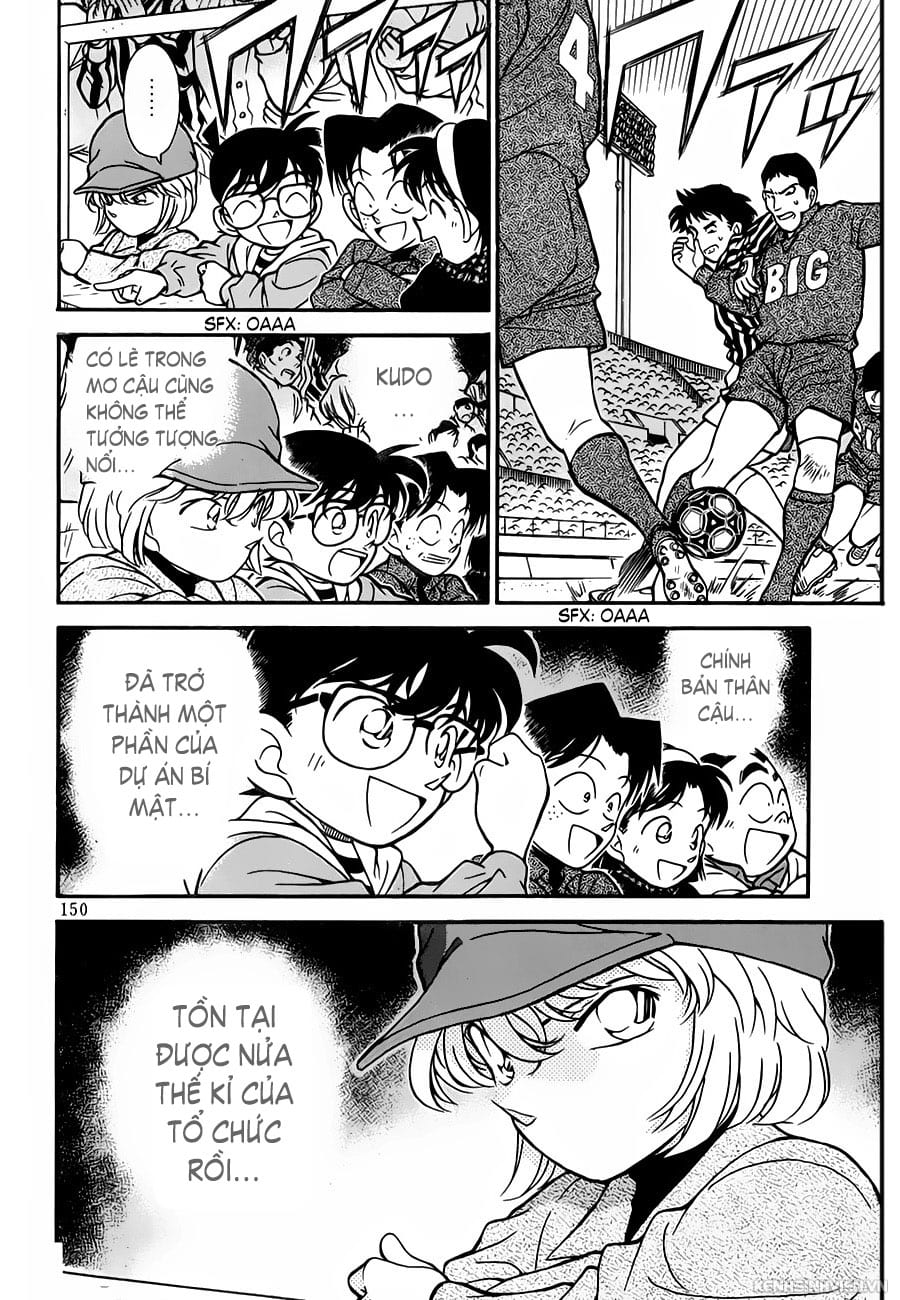 4
BIG
SFX: OAAA
......
SFX: OAAA
KUDO
...
CÓ LẼ TRONG
MƠ CẬU CŨNG
KHÔNG THỂ
TƯỞNG TƯỢNG
NỔI...
CHÍNH
BẢN THÂN
CẬU...
ĐÃ TRỞ
THÀNH MỘT
PHẦN CỦA
DỰ ÁN BÍ
MẬT...
150
TỒN TẠI
ĐƯỢC NỬA
THẾ KỈ CỦA
TỔ CHỨC
RỒI...